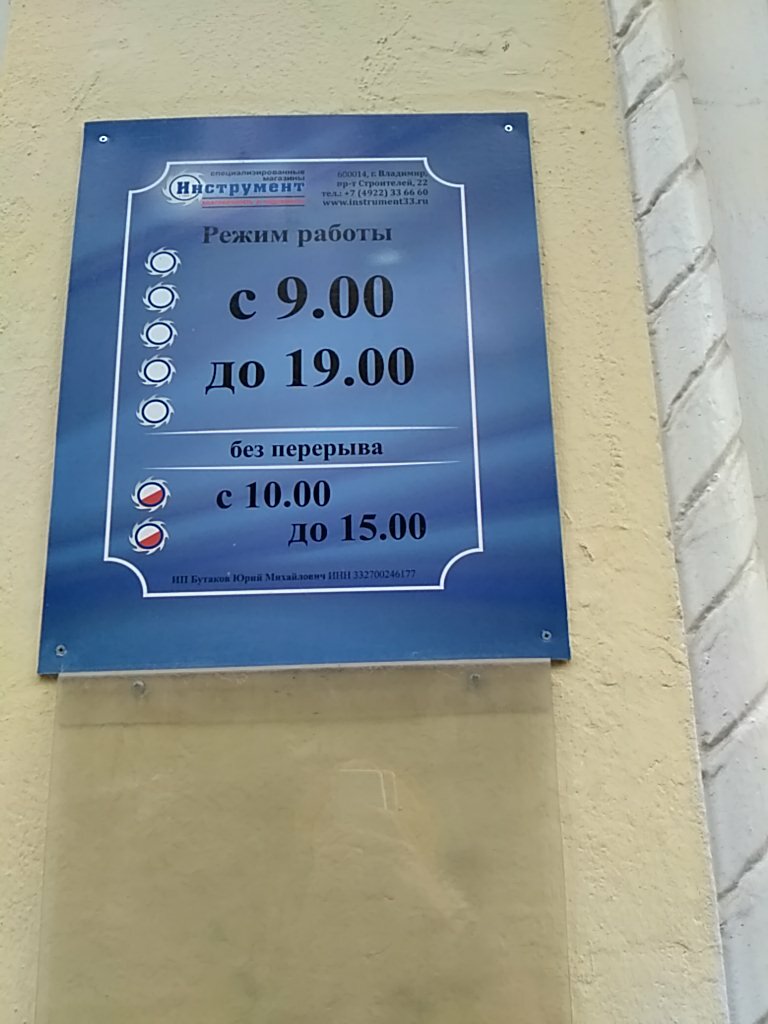 специализированные
магазины
Инструмент
600014, г. Владимир,
пр-т Строителей, 22
тел.: +7 (4922) 33 66 60
www.instrument33.ru
Режим работы
с 9.00
до 19.00
без перерыва
с 10.00
до 15.00
ИП Бутаков Юрий Михайлович ИНН 332700246177